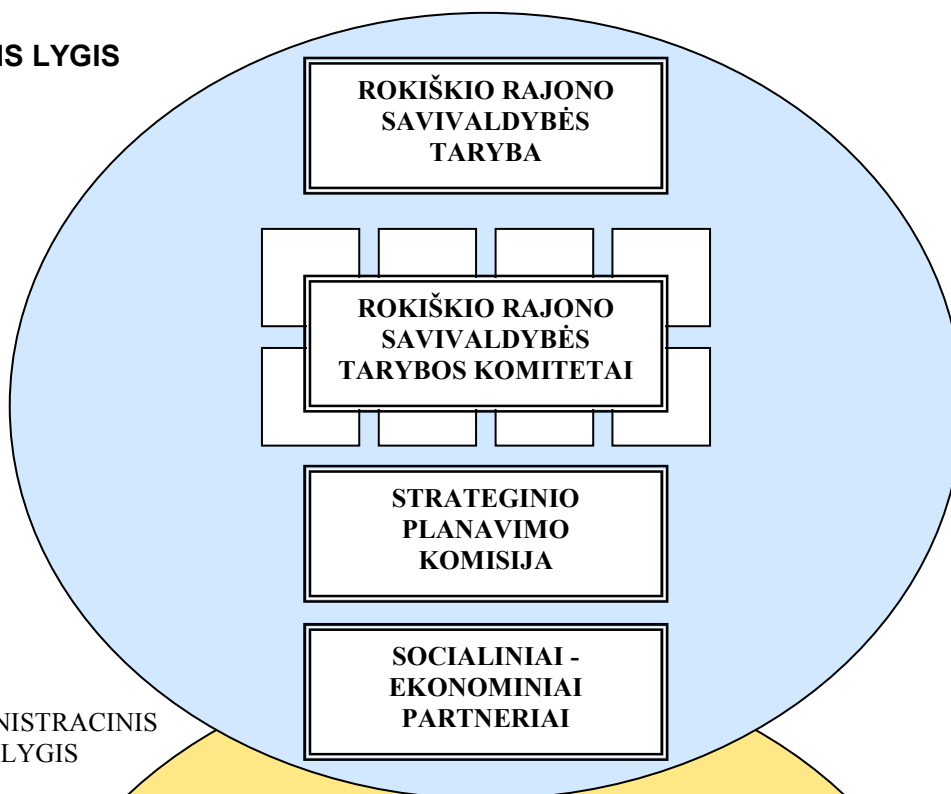 IS LYGIS
ROKIŠKIO RAJONO
SAVIVALDYBĖS
TARYBA
ROKIŠKIO RAJONO
SAVIVALDYBĖS
TARYBOS KOMITETAI
STRATEGINIO
PLANAVIMO
KOMISIJA
SOCIALINIAI -
EKONOMINIAI
PARTNERIAI
NISTRACINIS
LYGIS